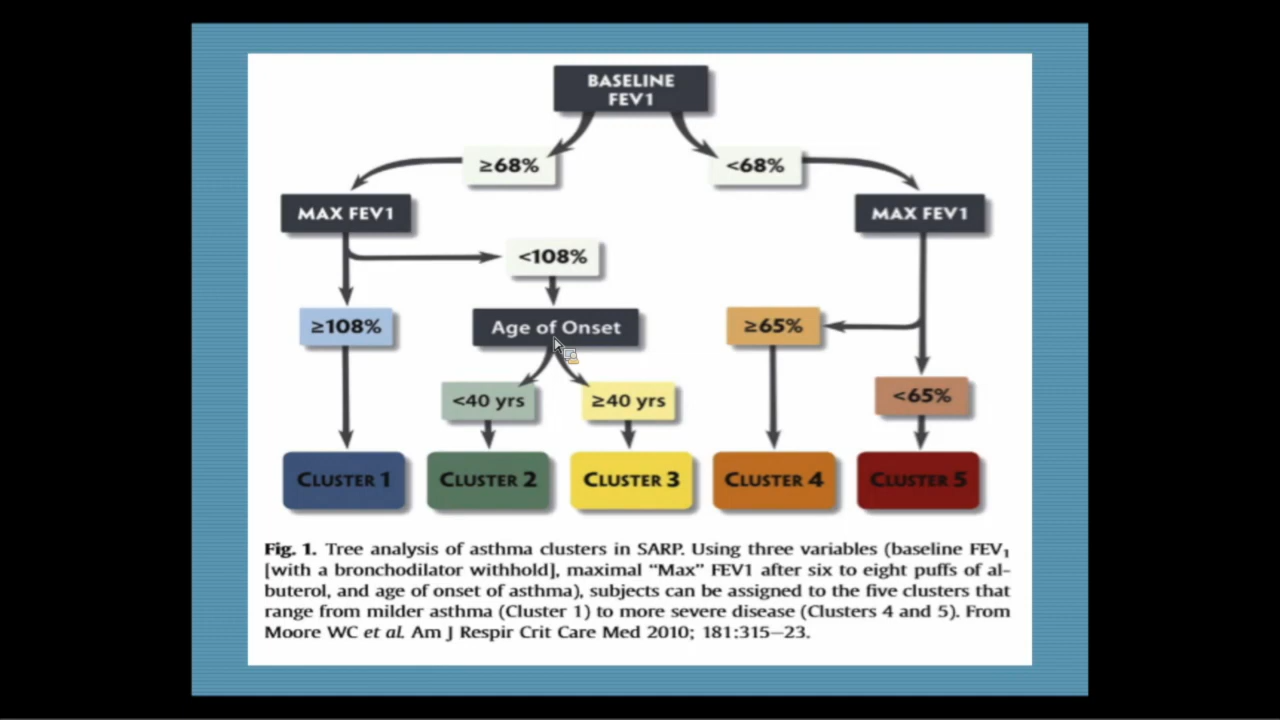 BASELINE
FEV1
≥68%
<68%
MAX FEV1
MAX FEV1
<108%
≥108%
Age of Onset
≥65%
<65%
<40 yrs
≥40 yrs
CLUSTER 1
CLUSTER 2
CLUSTER 3
CLUSTER 4
CLUSTER 5
Fig. 1. Tree analysis of asthma clusters in SARP. Using three variables (baseline FEV₁
[with a bronchodilator withhold], maximal “Max” FEV1 after six to eight puffs of al-
buterol, and age of onset of asthma), subjects can be assigned to the five clusters that
range from milder asthma (Cluster 1) to more severe disease (Clusters 4 and 5). From
Moore WC et al. Am J Respir Crit Care Med 2010; 181:315–23.